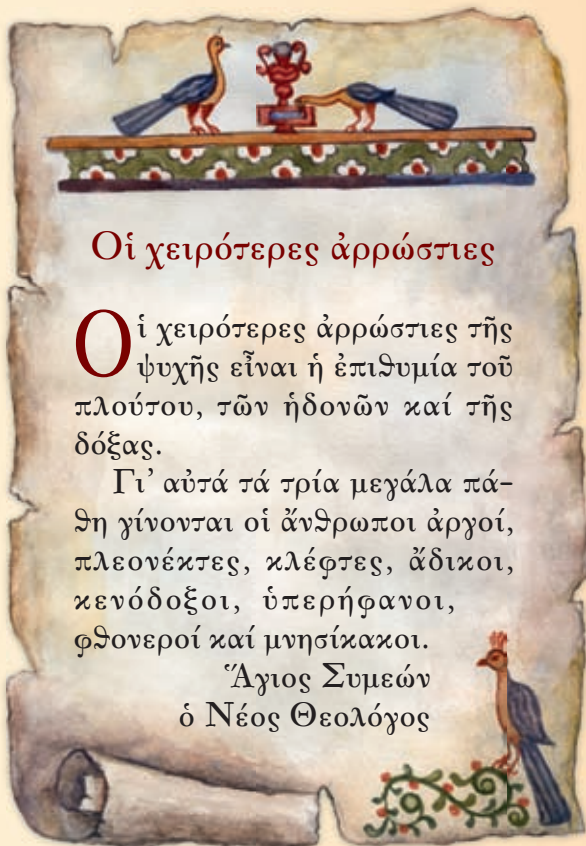 Οἱ χειρότερες ἀρρώστιες
Οἱ χειρότερες ἀρρώστιες τῆς
ψυχῆς εἶναι ἡ ἐπιθυμία τοῦ
πλούτου, τῶν ἡδονῶν καί τῆς
δόξας.
Γι’ αὐτά τά τρία μεγάλα πά-
θη γίνονται οἱ ἄνθρωποι ἀργοί,
πλεονέκτες, κλέφτες, ἄδικοι,
κενόδοξοι, ὑπερήφανοι,
φθονεροί καί μνησίκακοι.
Ἅγιος Συμεών
ὁ Νέος Θεολόγος